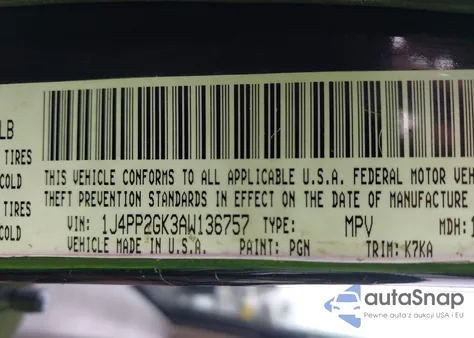 LB
TIRES
COLD
TIRES
COLD
THIS VEHICLE CONFORMS TO ALL APPLICABLE U.S.A. FEDERAL MOTOR VEH
THEFT PREVENTION STANDARDS IN EFFECT ON THE DATE OF MANUFACTURE
VIN: 1J4PP2GK3AW136757 TYPE: MPV MDH:1
VEHICLE MADE IN U.S.A. PAINT: PGN TRIM: K7KA
autaSnap
Pewne auta z aukcji USA i EU